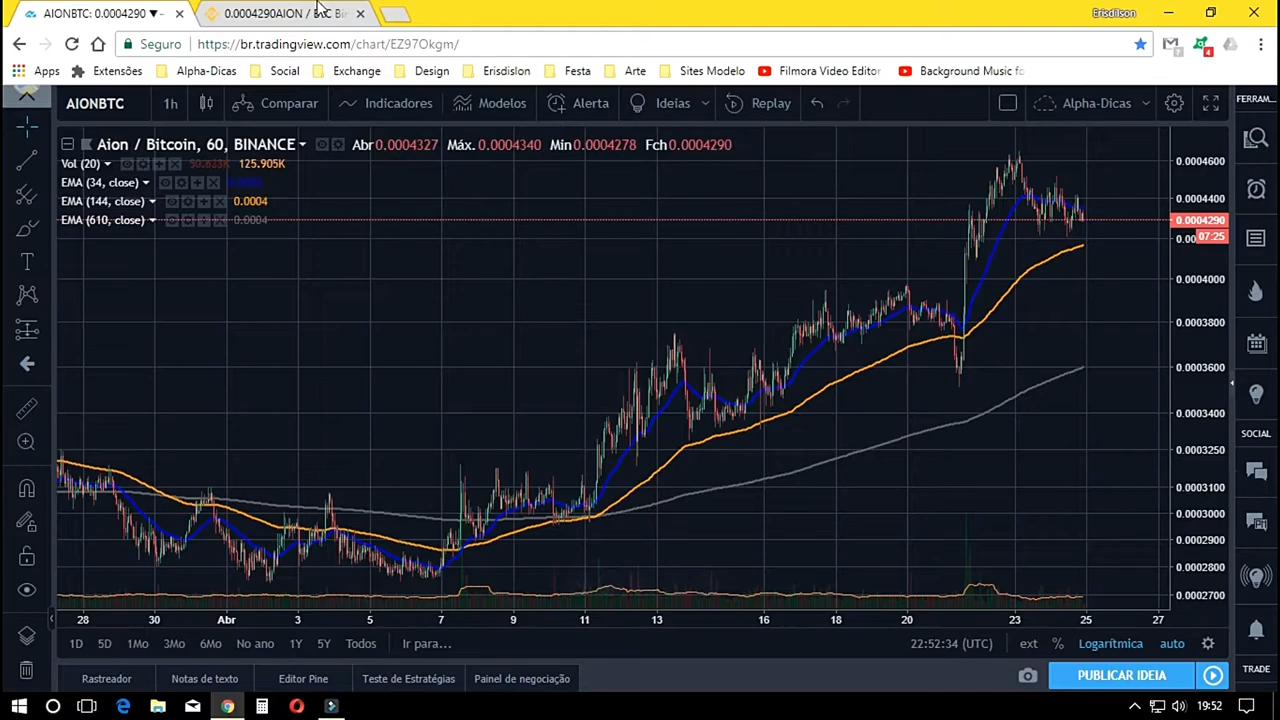 AIONBTC: 0.0004290 ▼-
0.0004290AION / BTC Bin
Erisdilson
Seguro
https://br.tradingview.com/chart/EZ97Okgm/
Apps
Extensões
Alpha-Dicas
Social
Exchange
Design
Erisdislon
Festa
Arte
Sites Modelo
Filmora Video Editor
Background Music fo
AIONBTC
1h
Comparar
Indicadores
Modelos
Alerta
Ideias
Replay
Alpha-Dicas
FERRAM...
Aion / Bitcoin, 60, BINANCE
Abr 0.0004327 Máx. 0.0004340 Min 0.0004278 Fch 0.0004290
Vol (20) 125.905K
EMA (34, close)
EMA (144, close) 0.0004
EMA (610, close) 0.0004
0.0004600
0.0004400
0.0004290
07:25
0.0004000
0.0003800
0.0003600
0.0003400
0.0003250
0.0003100
0.0003000
0.0002900
0.0002800
0.0002700
SOCIAL
28 30 Abr 3 5 7 9 11 13 16 18 20 23 25 27
1D 5D 1Mo 3Mo 6Mo No ano 1Y 5Y Todos Ir para...
22:52:34 (UTC) ext % Logarítmica auto
Rastreador
Notas de texto
Editor Pine
Teste de Estratégias
Painel de negociação
PUBLICAR IDEIA
TRADE
19:52